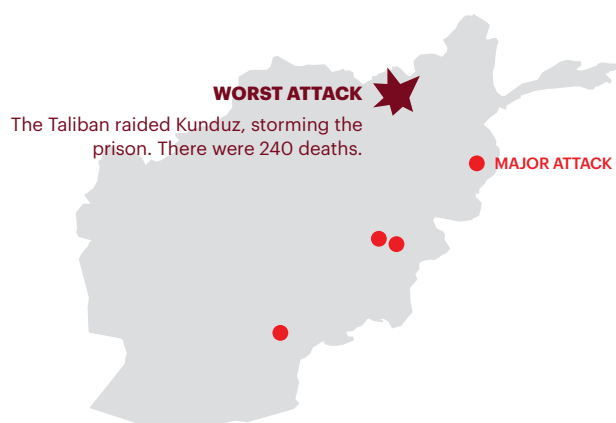 WORST ATTACK
The Taliban raided Kunduz, storming the
prison. There were 240 deaths.
MAJOR ATTACK